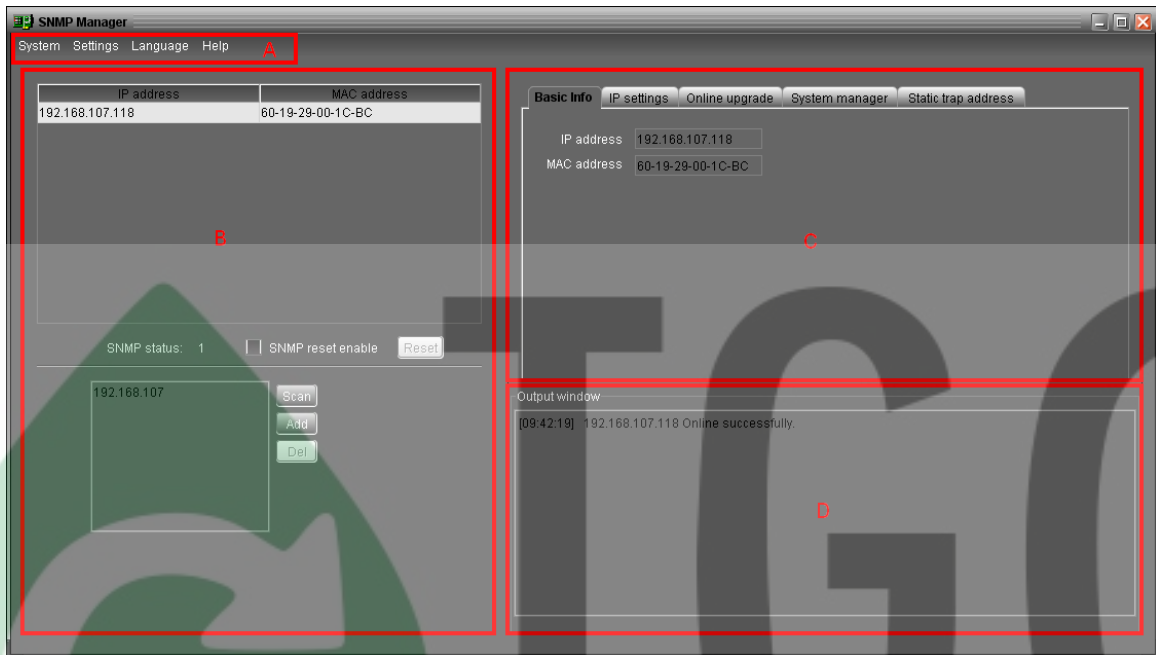 SNMP Manager
System Settings Language Help
A
IP address MAC address
192.168.107.118 60-19-29-00-1C-BC
B
SNMP status: 1 SNMP reset enable Reset
192.168.107
Scan
Add
Del
Basic Info IP settings Online upgrade System manager Static trap address
IP address 192.168.107.118
MAC address 60-19-29-00-1C-BC
C
Output window
[09:42:19] 192.168.107.118 Online successfully.
D
TGC